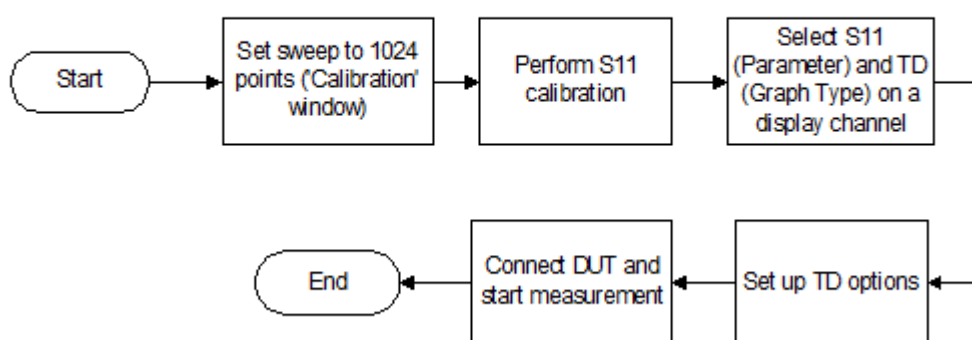 Start
Set sweep to 1024
points ('Calibration'
window)
Perform S11
calibration
Select S11
(Parameter) and TD
(Graph Type) on a
display channel
End
Connect DUT and
start measurement
Set up TD options